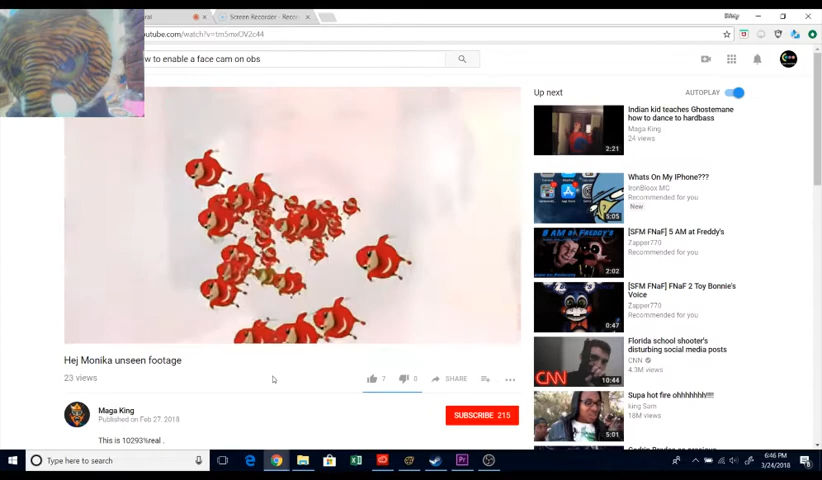 Screen Recorder - Recor
utube.com/watch?v=tm5mxOV2c44
w to enable a face cam on obs
Up next
AUTOPLAY
Indian kid teaches Ghostemane
how to dance to hardbass
Maga King
24 views
2:21
Whats On My IPhone???
IronBloox MC
Recommended for you
New
5:05
[SFM FNaF] 5 AM at Freddy's
Zapper770
Recommended for you
2:02
[SFM FNaF] FNAF 2 Toy Bonnie's
Voice
Zapper770
Recommended for you
0:47
Florida school shooter's
disturbing social media posts
CNN
4.3M views
CNN
10:44
Supa hot fire ohhhhhhh!!!!
king Sam
18M views
5:01
Hej Monika unseen footage
23 views
7
0
SHARE
Maga King
Published on Feb 27, 2018
SUBSCRIBE 215
This is 10293%real .
Type here to search
6:46 PM
3/24/2018